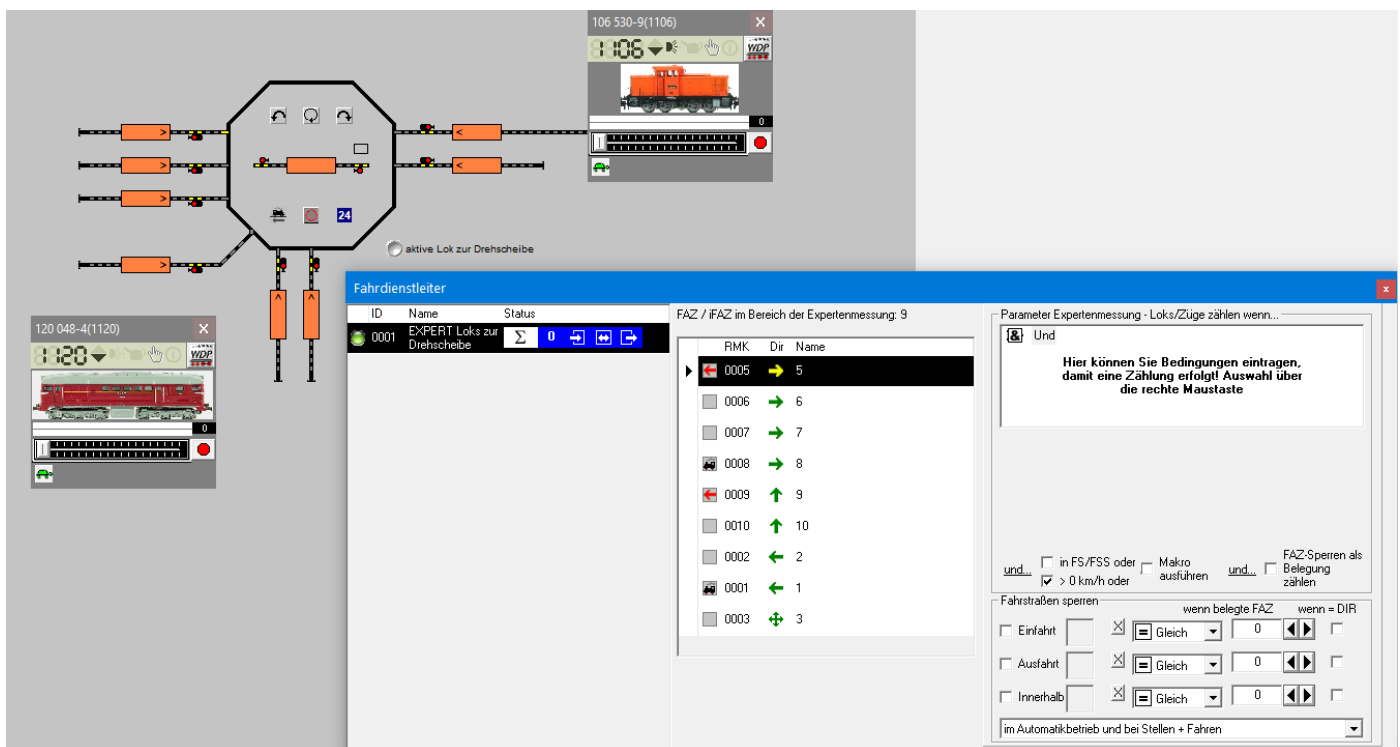 106 530-9(1106)
X
1106
WDP
0
24
aktive Lok zur Drehscheibe
120 048-4(1120)
X
1120
WDP
0
Fahrdienstleiter
x
ID Name Status
0001 EXPERT Loks zur
Drehscheibe
Σ 0
FAZ / iFAZ im Bereich der Expertenmessung: 9
RMK Dir Name
0005 5
0006 6
0007 7
0008 8
0009 9
0010 10
0002 2
0001 1
0003 3
Parameter Expertenmessung - Loks/Züge zählen wenn...
{&} Und
Hier können Sie Bedingungen eintragen,
damit eine Zählung erfolgt! Auswahl über
die rechte Maustaste
und...
in FS/FSS oder
> 0 km/h oder
Makro
ausführen
und...
FAZ-Sperren als
Belegung
zählen
Fahrstraßen sperren
wenn belegte FAZ wenn = DIR
Einfahrt X = Gleich 0
Ausfahrt X = Gleich 0
Innerhalb X = Gleich 0
im Automatikbetrieb und bei Stellen + Fahren